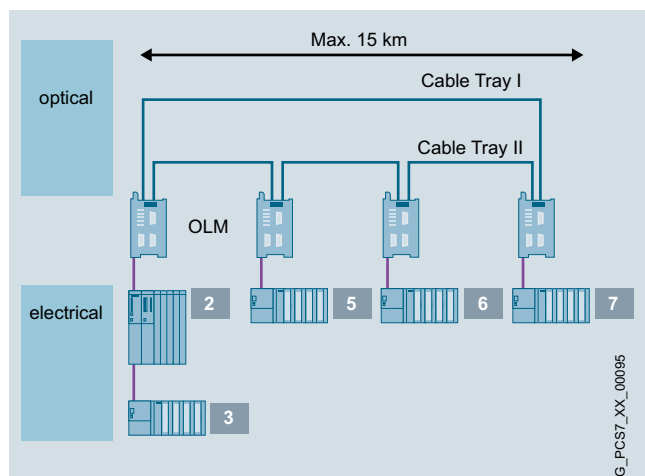 Max. 15 km
optical
Cable Tray I
Cable Tray II
OLM
electrical
2
5
6
7
3
G_PCS7_XX_00095